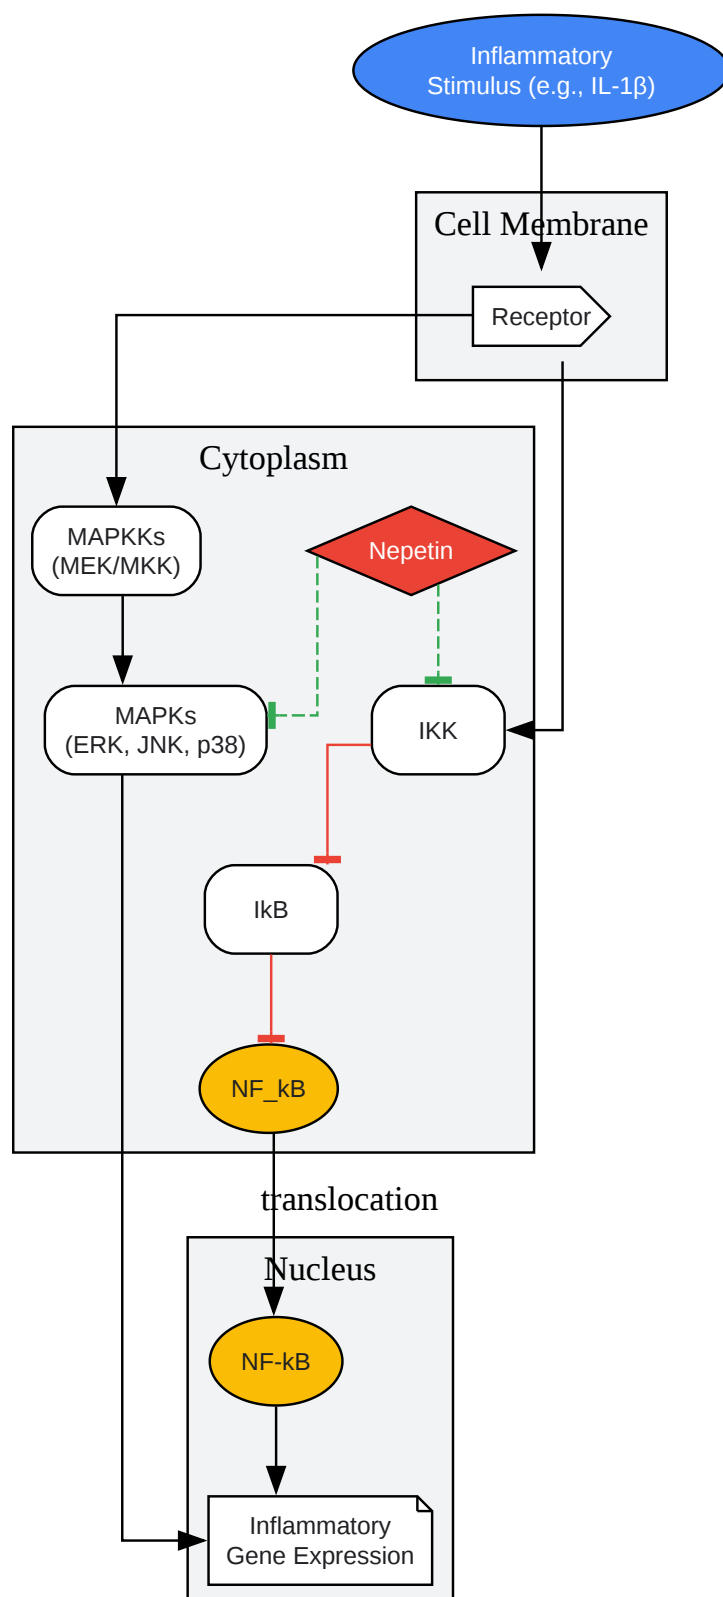 Inflammatory
Stimulus (e.g., IL-1β)
Cell Membrane
Receptor
Cytoplasm
MAPKKs
(MEK/MKK)
Nepetin
MAPKs
(ERK, JNK, p38)
IKK
IkB
NF_kB
translocation
Nucleus
NF-kB
Inflammatory
Gene Expression